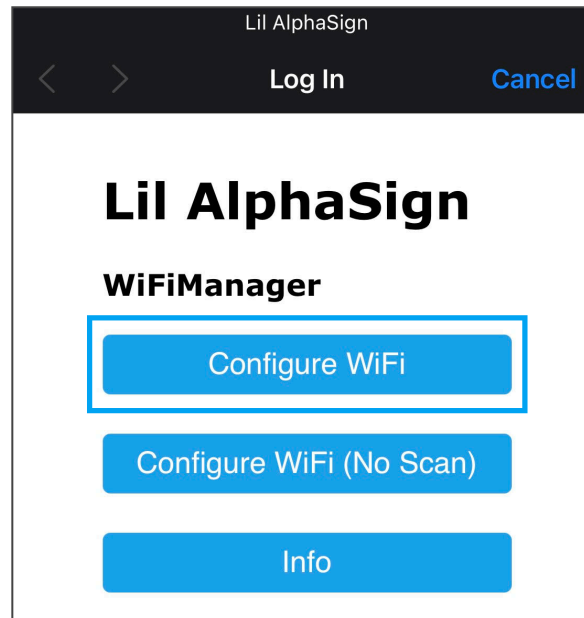 Lil AlphaSign
Log In
Cancel
Lil AlphaSign
WiFiManager
Configure WiFi
Configure WiFi (No Scan)
Info